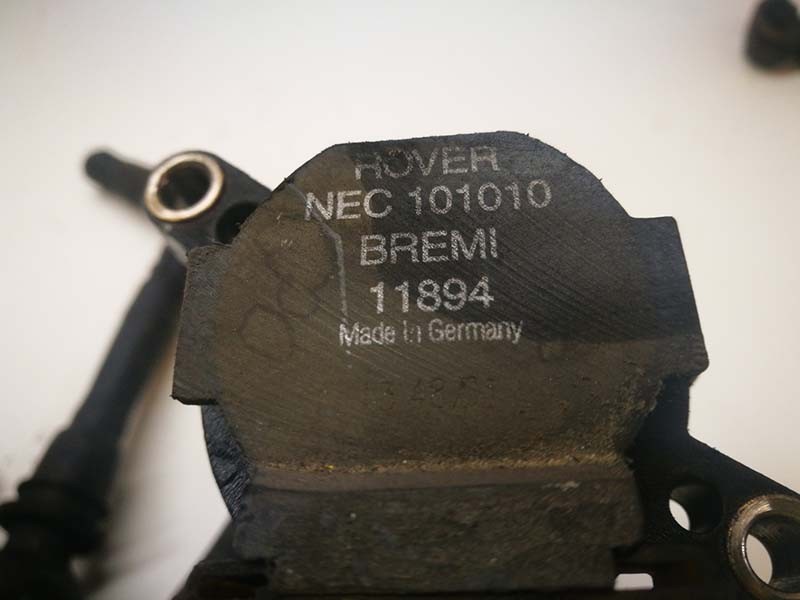 ROVER
NEC 101010
BREMI
11894
Made in Germany